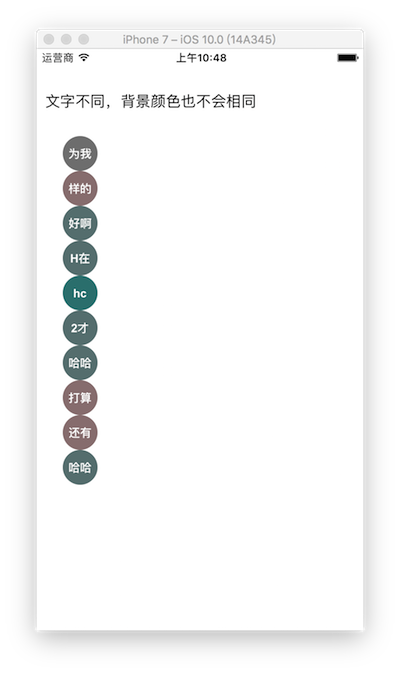 iPhone 7 – iOS 10.0 (14A345)
运营商 上午10:48
文字不同，背景颜色也不会相同
为我
样的
好啊
H在
hc
2才
哈哈
打算
还有
哈哈